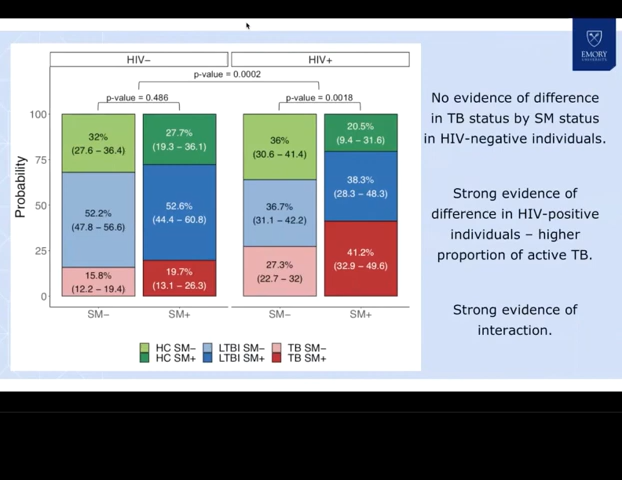 EMORY
UNIVERSITY
HIV−
HIV+
p-value = 0.0002
p-value = 0.486
p-value = 0.0018
Probability
100
75
50
25
0
32%
(27.6 − 36.4)
52.2%
(47.8 − 56.6)
15.8%
(12.2 − 19.4)
27.7%
(19.3 − 36.1)
52.6%
(44.4 − 60.8)
19.7%
(13.1 − 26.3)
36%
(30.6 − 41.4)
36.7%
(31.1 − 42.2)
27.3%
(22.7 − 32)
20.5%
(9.4 − 31.6)
38.3%
(28.3 − 48.3)
41.2%
(32.9 − 49.6)
SM−
SM+
SM−
SM+
HC SM− LTBI SM− TB SM−
HC SM+ LTBI SM+ TB SM+
No evidence of difference
in TB status by SM status
in HIV-negative individuals.
Strong evidence of
difference in HIV-positive
individuals – higher
proportion of active TB.
Strong evidence of
interaction.